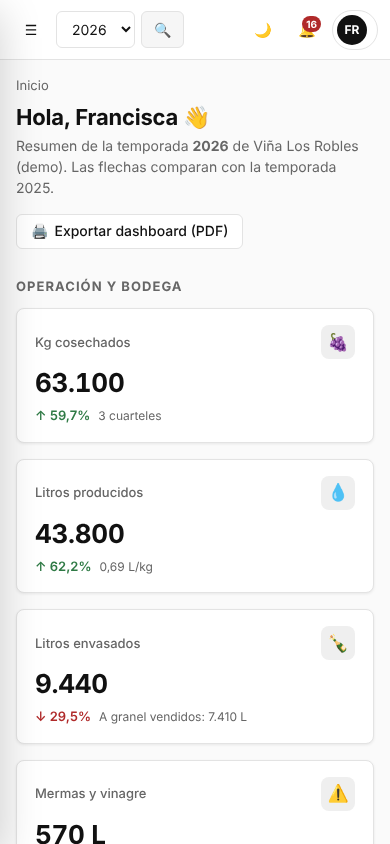 ☰ 2026 🔍 🌙 🔔 16 FR
Inicio
Hola, Francisca 👋
Resumen de la temporada 2026 de Viña Los Robles
(demo). Las flechas comparan con la temporada
2025.
🖨️ Exportar dashboard (PDF)
OPERACIÓN Y BODEGA
Kg cosechados
63.100
↑ 59,7% 3 cuarteles
Litros producidos
43.800
↑ 62,2% 0,69 L/kg
Litros envasados
9.440
↓ 29,5% A granel vendidos: 7.410 L
Mermas y vinagre
570 L